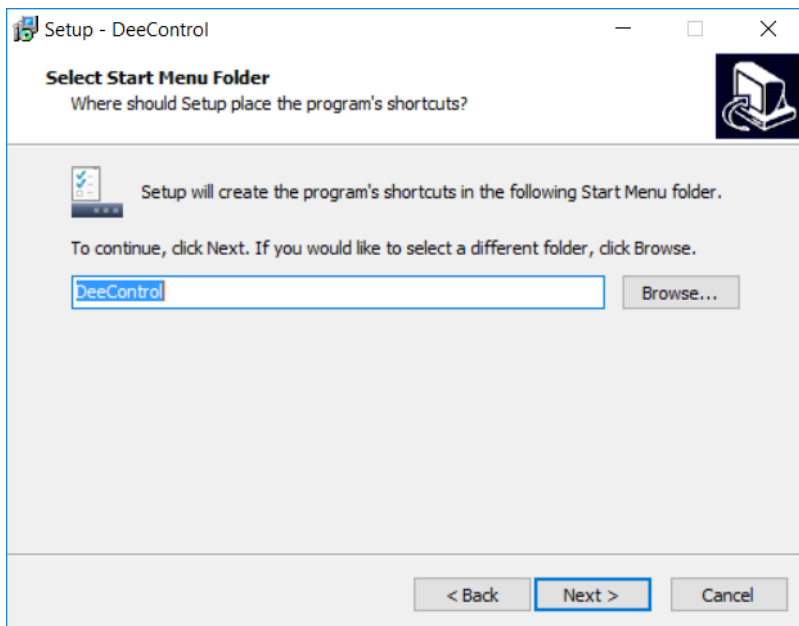 Setup - DeeControl
Select Start Menu Folder
Where should Setup place the program's shortcuts?
Setup will create the program's shortcuts in the following Start Menu folder.
To continue, click Next. If you would like to select a different folder, click Browse.
DeeControl
Browse...
< Back
Next >
Cancel